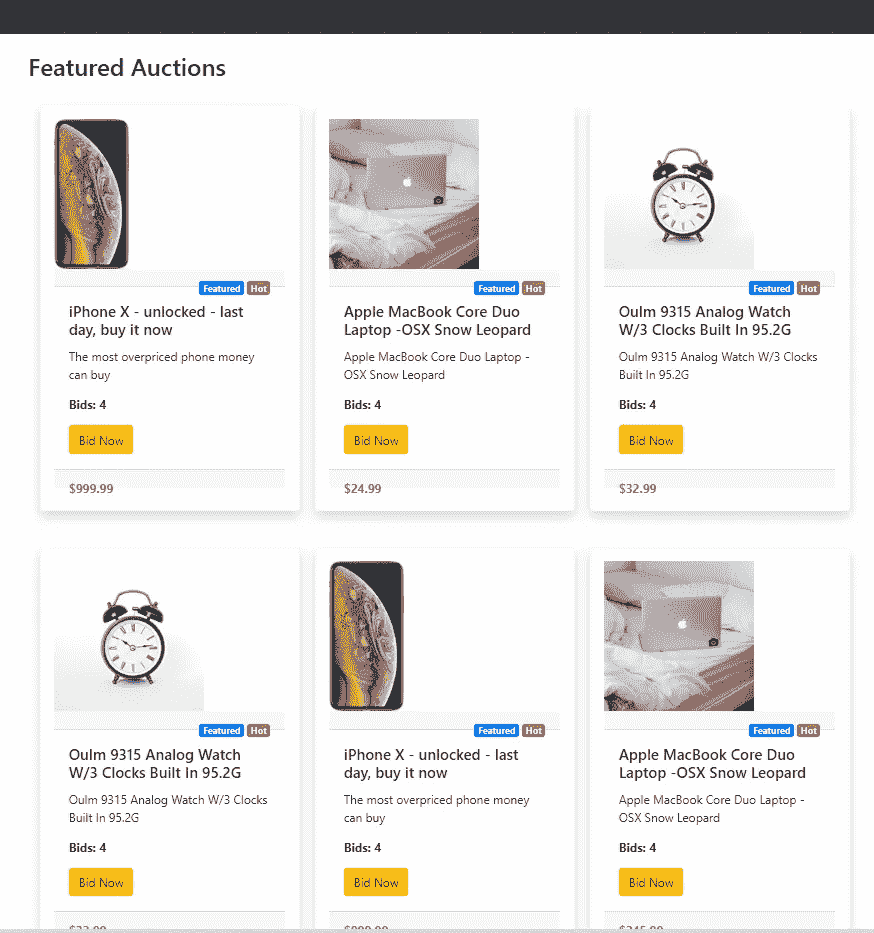 Featured Auctions
Featured Hot
iPhone X - unlocked - last
day, buy it now
The most overpriced phone money
can buy
Bids: 4
Bid Now
$999.99
Featured Hot
Apple MacBook Core Duo
Laptop -OSX Snow Leopard
Apple MacBook Core Duo Laptop -
OSX Snow Leopard
Bids: 4
Bid Now
$24.99
Featured Hot
Oulm 9315 Analog Watch
W/3 Clocks Built In 95.2G
Oulm 9315 Analog Watch W/3 Clocks
Built In 95.2G
Bids: 4
Bid Now
$32.99
Featured Hot
Oulm 9315 Analog Watch
W/3 Clocks Built In 95.2G
Oulm 9315 Analog Watch W/3 Clocks
Built In 95.2G
Bids: 4
Bid Now
Featured Hot
iPhone X - unlocked - last
day, buy it now
The most overpriced phone money
can buy
Bids: 4
Bid Now
Featured Hot
Apple MacBook Core Duo
Laptop -OSX Snow Leopard
Apple MacBook Core Duo Laptop -
OSX Snow Leopard
Bids: 4
Bid Now